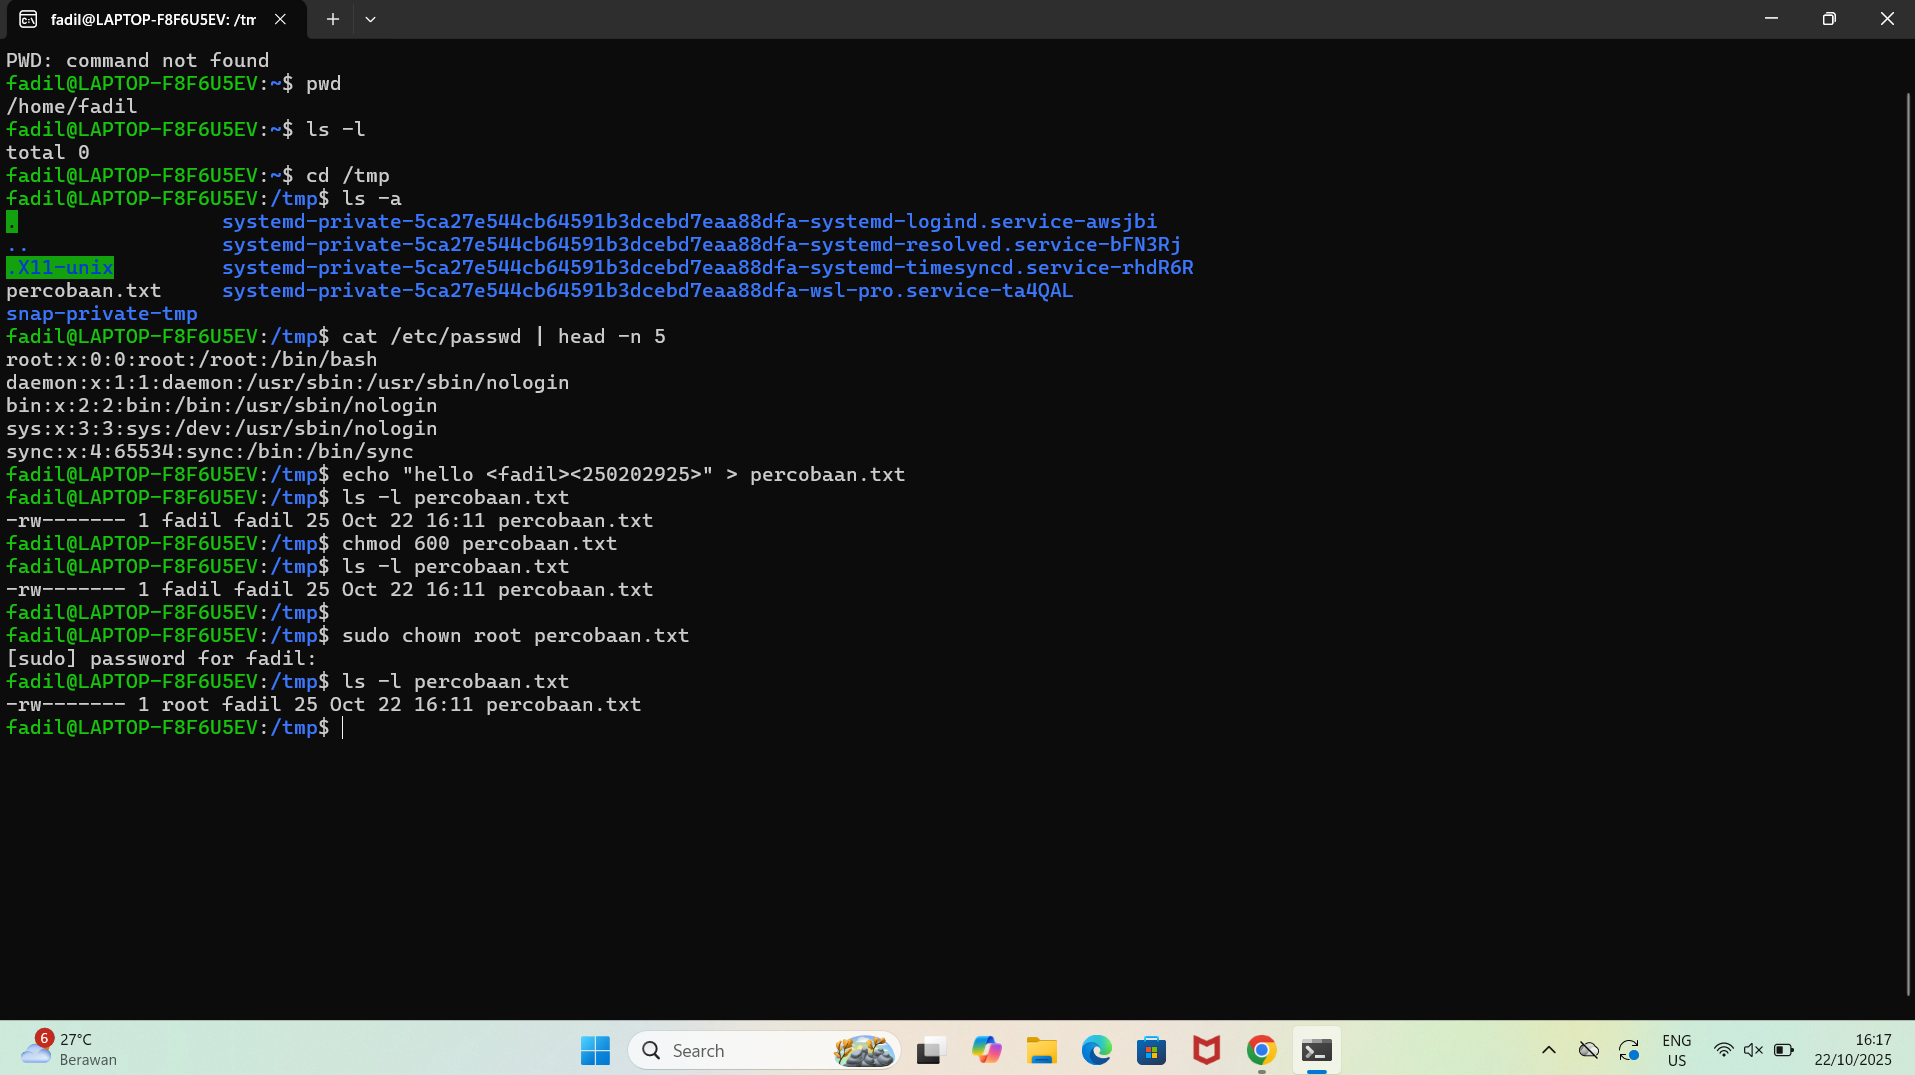 fadil@LAPTOP-F8F6U5EV: /tm
PWD: command not found
fadil@LAPTOP-F8F6U5EV:~$ pwd
/home/fadil
fadil@LAPTOP-F8F6U5EV:~$ ls -l
total 0
fadil@LAPTOP-F8F6U5EV:~$ cd /tmp
fadil@LAPTOP-F8F6U5EV:/tmp$ ls -a
. systemd-private-5ca27e544cb64591b3dcebd7eaa88dfa-systemd-logind.service-awsjbi
.. systemd-private-5ca27e544cb64591b3dcebd7eaa88dfa-systemd-resolved.service-bFN3Rj
.X11-unix systemd-private-5ca27e544cb64591b3dcebd7eaa88dfa-systemd-timesyncd.service-rhdR6R
percobaan.txt systemd-private-5ca27e544cb64591b3dcebd7eaa88dfa-wsl-pro.service-ta4QAL
snap-private-tmp
fadil@LAPTOP-F8F6U5EV:/tmp$ cat /etc/passwd | head -n 5
root:x:0:0:root:/root:/bin/bash
daemon:x:1:1:daemon:/usr/sbin:/usr/sbin/nologin
bin:x:2:2:bin:/bin:/usr/sbin/nologin
sys:x:3:3:sys:/dev:/usr/sbin/nologin
sync:x:4:65534:sync:/bin:/bin/sync
fadil@LAPTOP-F8F6U5EV:/tmp$ echo "hello <fadil><250202925>" > percobaan.txt
fadil@LAPTOP-F8F6U5EV:/tmp$ ls -l percobaan.txt
-rw------- 1 fadil fadil 25 Oct 22 16:11 percobaan.txt
fadil@LAPTOP-F8F6U5EV:/tmp$ chmod 600 percobaan.txt
fadil@LAPTOP-F8F6U5EV:/tmp$ ls -l percobaan.txt
-rw------- 1 fadil fadil 25 Oct 22 16:11 percobaan.txt
fadil@LAPTOP-F8F6U5EV:/tmp$
fadil@LAPTOP-F8F6U5EV:/tmp$ sudo chown root percobaan.txt
[sudo] password for fadil:
fadil@LAPTOP-F8F6U5EV:/tmp$ ls -l percobaan.txt
-rw------- 1 root fadil 25 Oct 22 16:11 percobaan.txt
fadil@LAPTOP-F8F6U5EV:/tmp$
6
27°C
Berawan
Search
ENG
US
16:17
22/10/2025